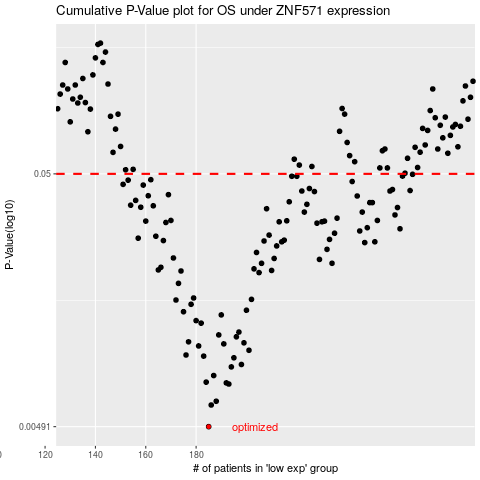 Cumulative P-Value plot for OS under ZNF571 expression
P-Value(log10)
0.05
0.00491
optimized
0 120 140 160 180
# of patients in 'low exp' group